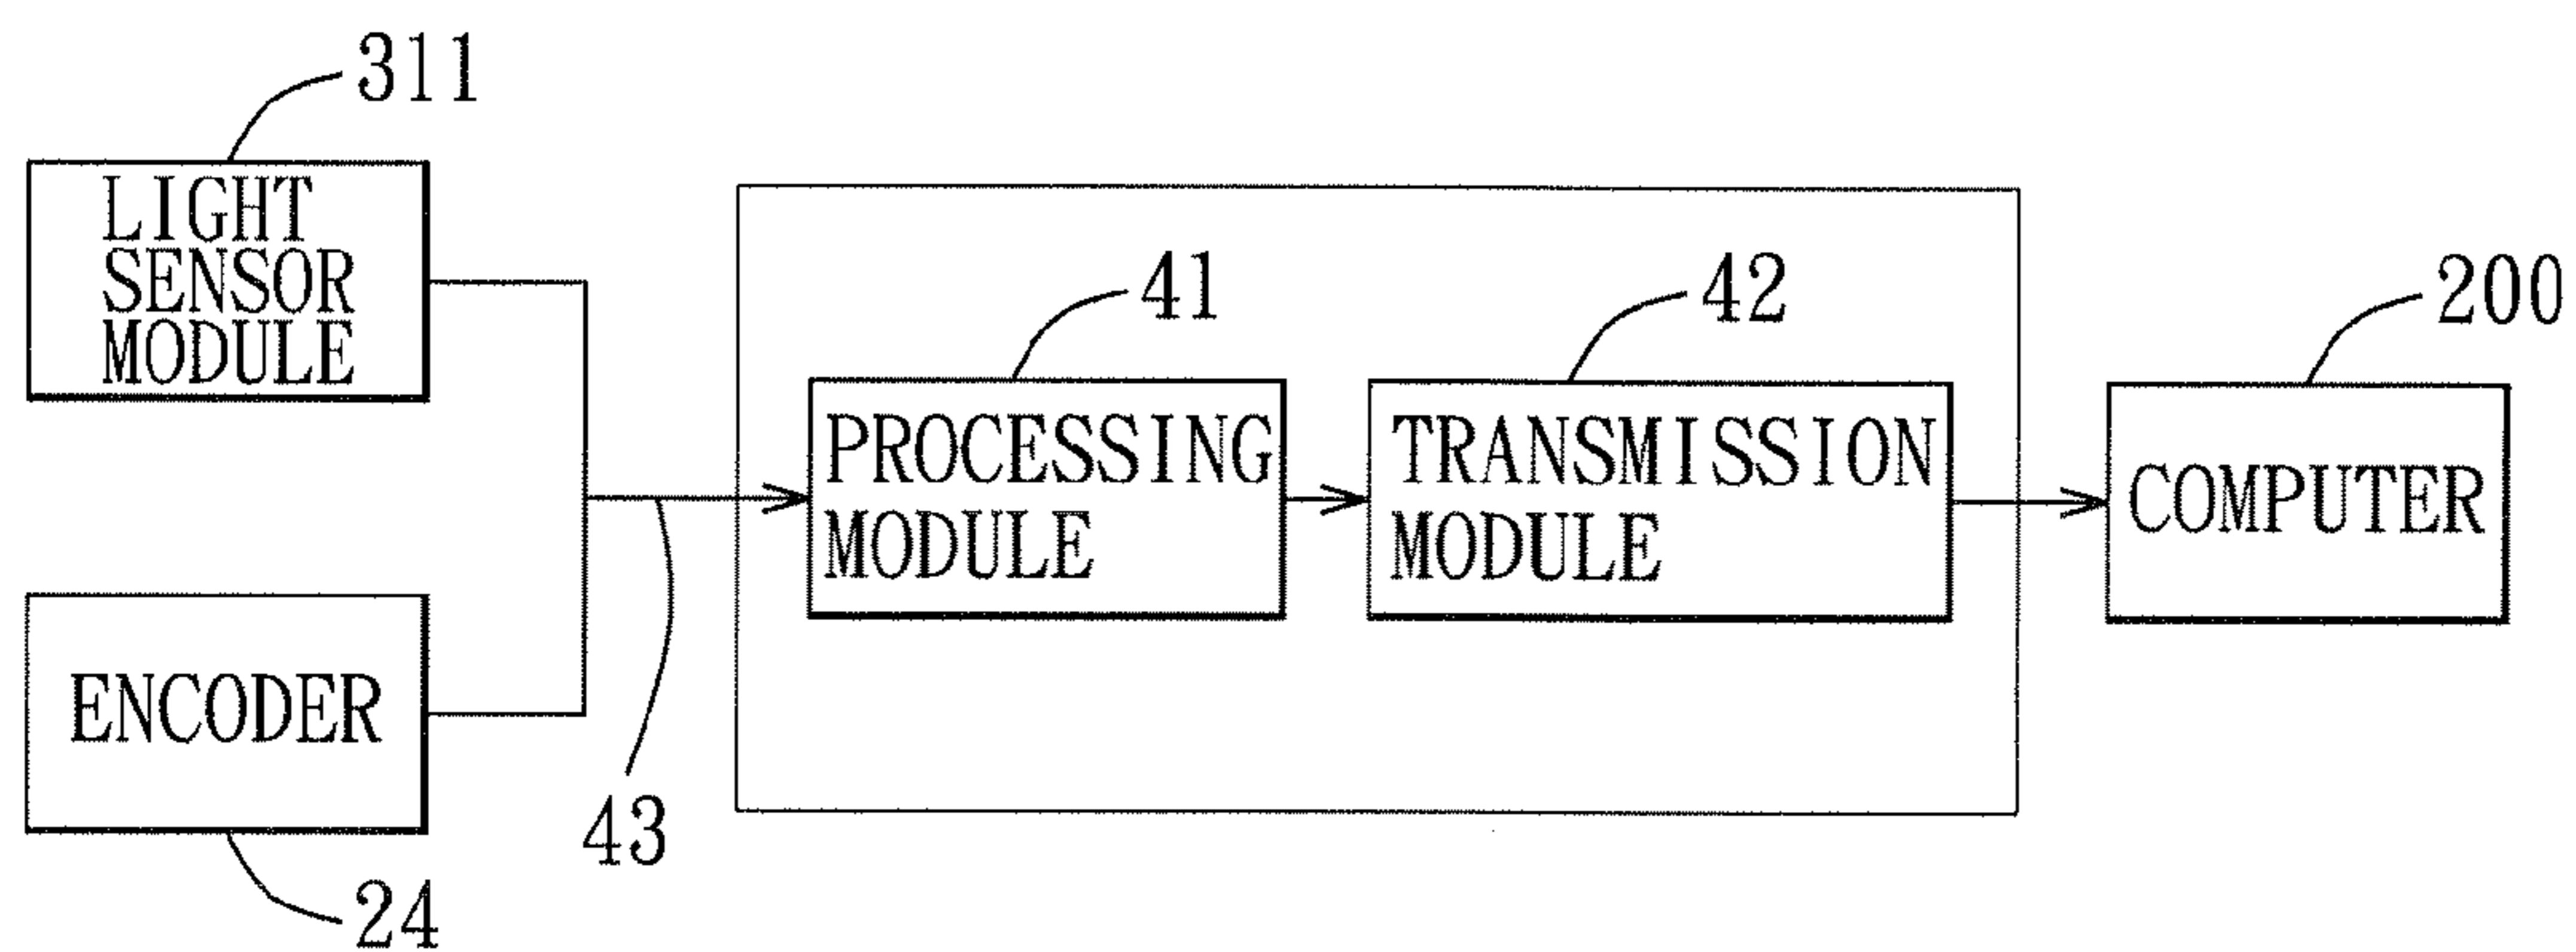 311
LIGHT
SENSOR
MODULE
41
42
200
PROCESSING
MODULE
TRANSMISSION
MODULE
COMPUTER
ENCODER
43
24